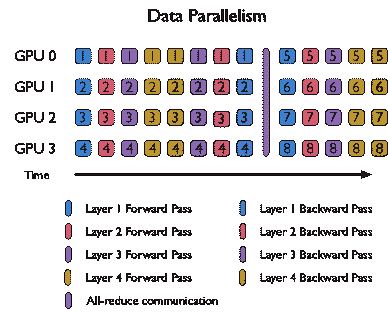 Data Parallelism
GPU 0 1 1 1 1 1 1 1 1 5 5 5 5 5
GPU 1 2 2 2 2 2 2 2 2 6 6 6 6 6
GPU 2 3 3 3 3 3 3 3 3 7 7 7 7 7
GPU 3 4 4 4 4 4 4 4 4 8 8 8 8 8
Time
Layer 1 Forward Pass
Layer 2 Forward Pass
Layer 3 Forward Pass
Layer 4 Forward Pass
All-reduce communication
Layer 1 Backward Pass
Layer 2 Backward Pass
Layer 3 Backward Pass
Layer 4 Backward Pass